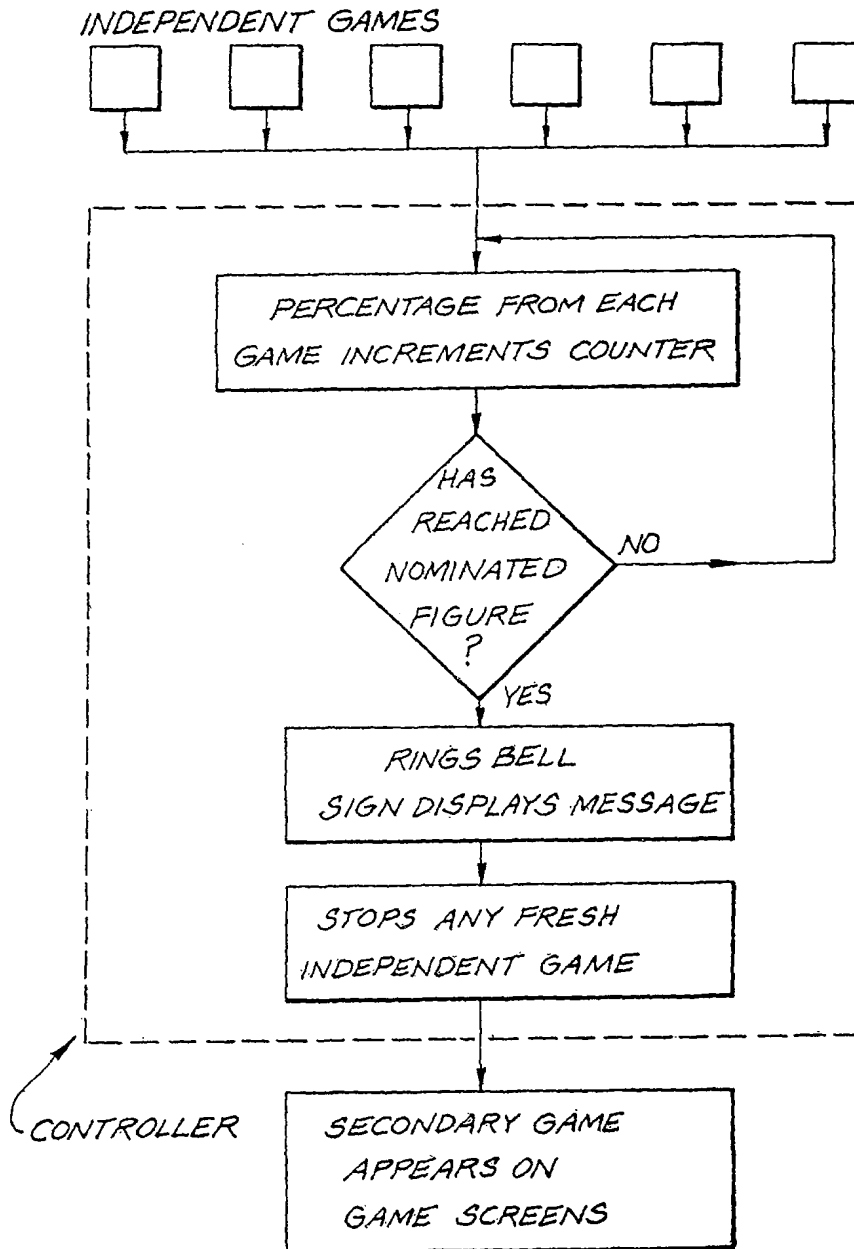 INDEPENDENT GAMES
PERCENTAGE FROM EACH
GAME INCREMENTS COUNTER
HAS
REACHED
NOMINATED
FIGURE
?
NO
YES
RINGS BELL
SIGN DISPLAYS MESSAGE
STOPS ANY FRESH
INDEPENDENT GAME
CONTROLLER
SECONDARY GAME
APPEARS ON
GAME SCREENS